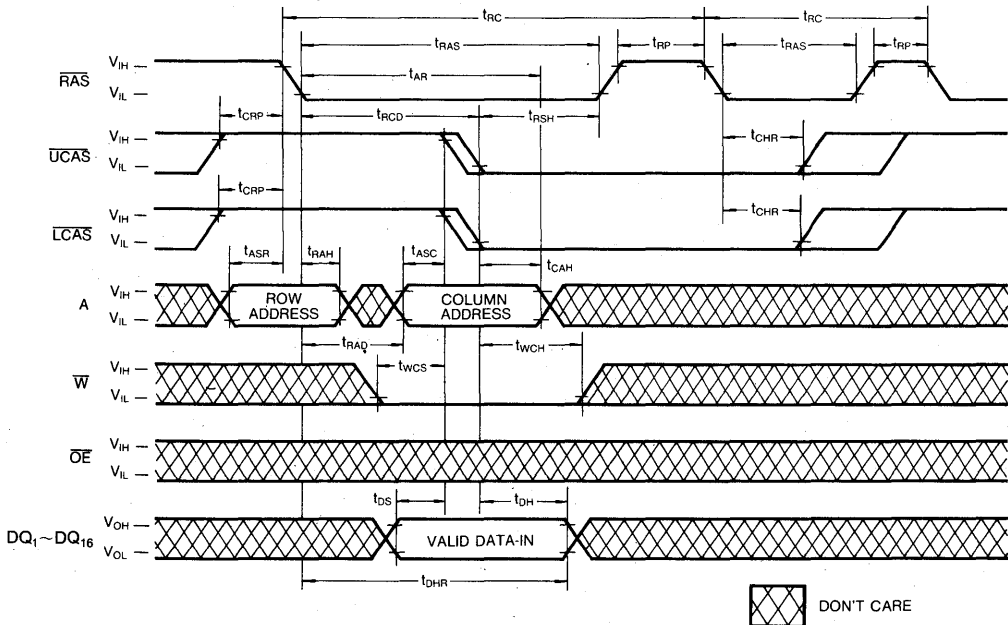 tRC tRC
tRAS tRP tRAS tRP
tAR
RAS VIH VIL
tCRP tRCD tRSH tCHR
UCAS VIH VIL
tCRP tCHR
LCAS VIH VIL
tASR tRAH tASC tCAH
A VIH VIL ROW ADDRESS COLUMN ADDRESS
tRAD tWCH
tWCS
W VIH VIL
OE VIH VIL
tDS tDH
DQ1~DQ16 VOH VOL VALID DATA-IN
tDHR
DON'T CARE